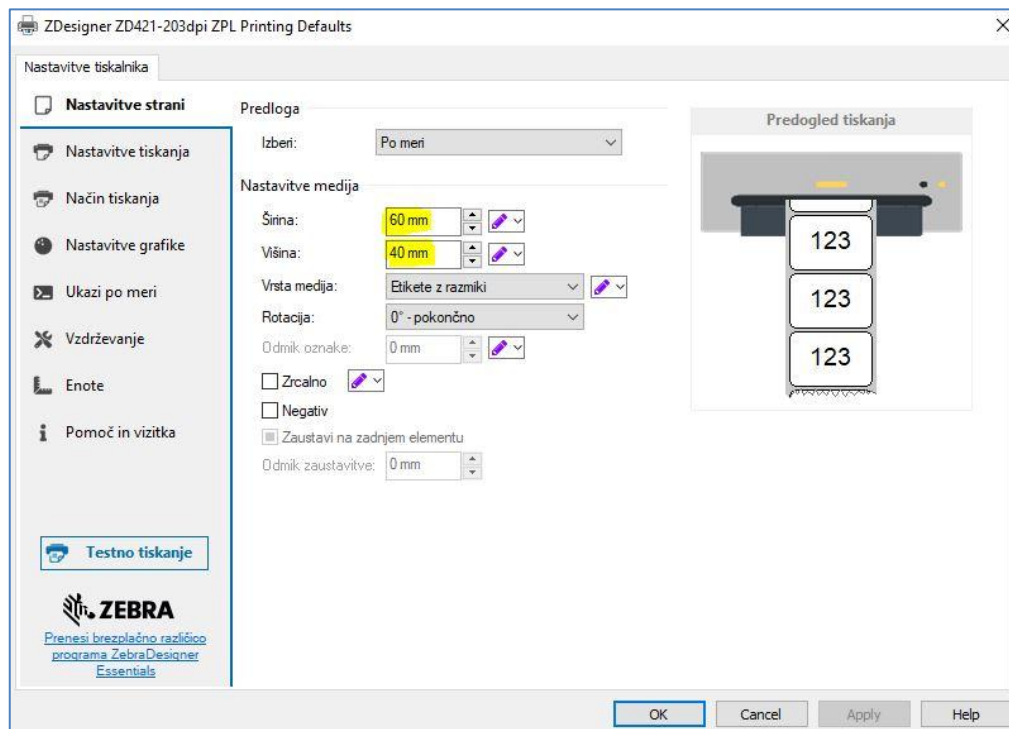 ZDesigner ZD421-203dpi ZPL Printing Defaults
Nastavitve tiskalnika
Nastavitve strani
Nastavitve tiskanja
Način tiskanja
Nastavitve grafike
Ukazi po meri
Vzdrževanje
Enote
Pomoč in vizitka
Testno tiskanje
ZEBRA
Prenesi brezplačno različico
programa ZebraDesigner
Essentials
Predloga
Izberi: Po meri
Nastavitve medija
Širina: 60 mm
Višina: 40 mm
Vrsta medija: Etikete z razmiki
Rotacija: 0° - pokončno
Odmik oznake: 0 mm
Zrcalno
Negativ
Zaustavi na zadnjem elementu
Odmik zaustavitve: 0 mm
Predogled tiskanja
123
123
123
OK Cancel Apply Help